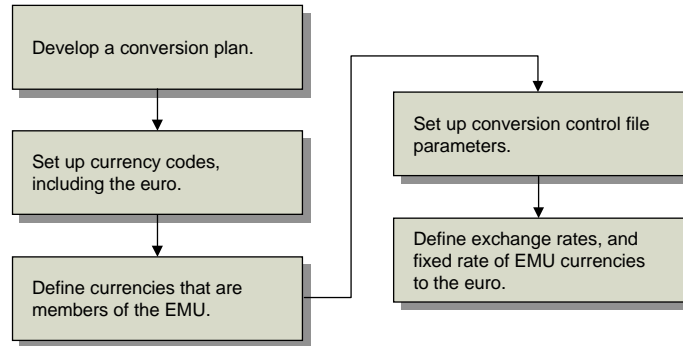 Develop a conversion plan.
Set up currency codes,
including the euro.
Define currencies that are
members of the EMU.
Set up conversion control file
parameters.
Define exchange rates, and
fixed rate of EMU currencies
to the euro.